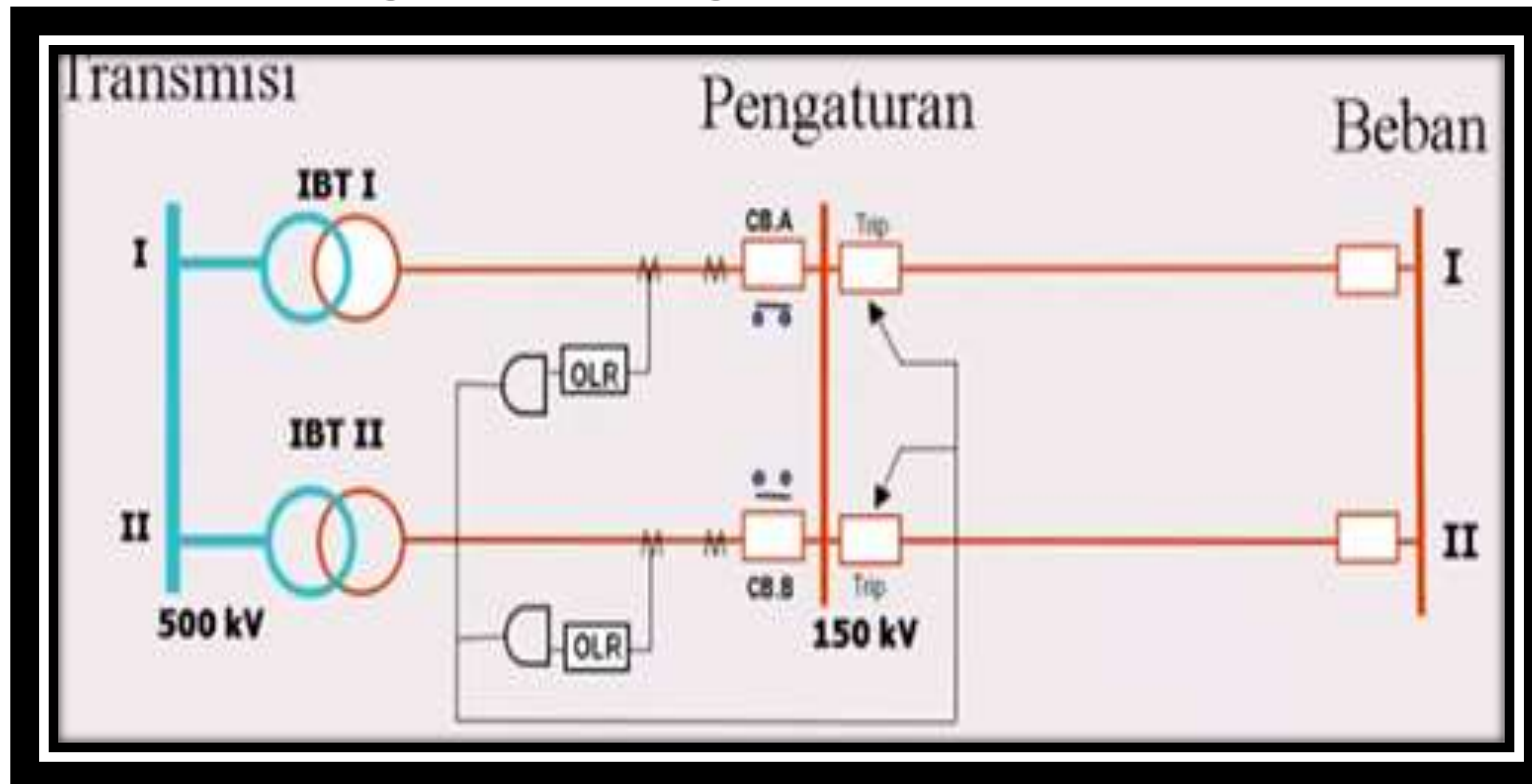 Transmisi
Pengaturan
Beban
IBT I
CB.A
Trip
I
I
OLR
IBT II
II
II
OLR
CB.B
Trip
500 kV
150 kV